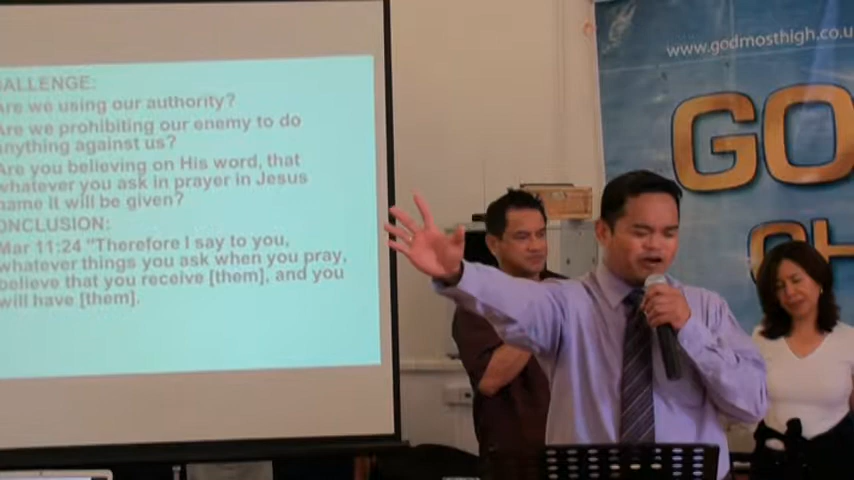 ALLENGE:
Are we using our authority?
Are we prohibiting our enemy to do
anything against us?
Are you believing on His word, that
whatever you ask in prayer in Jesus
name it will be given?
ONCLUSION:
Mar 11:24 "Therefore I say to you,
whatever things you ask when you pray,
believe that you receive [them], and you
will have [them].
www.godmosthigh.co.u
GO
CH